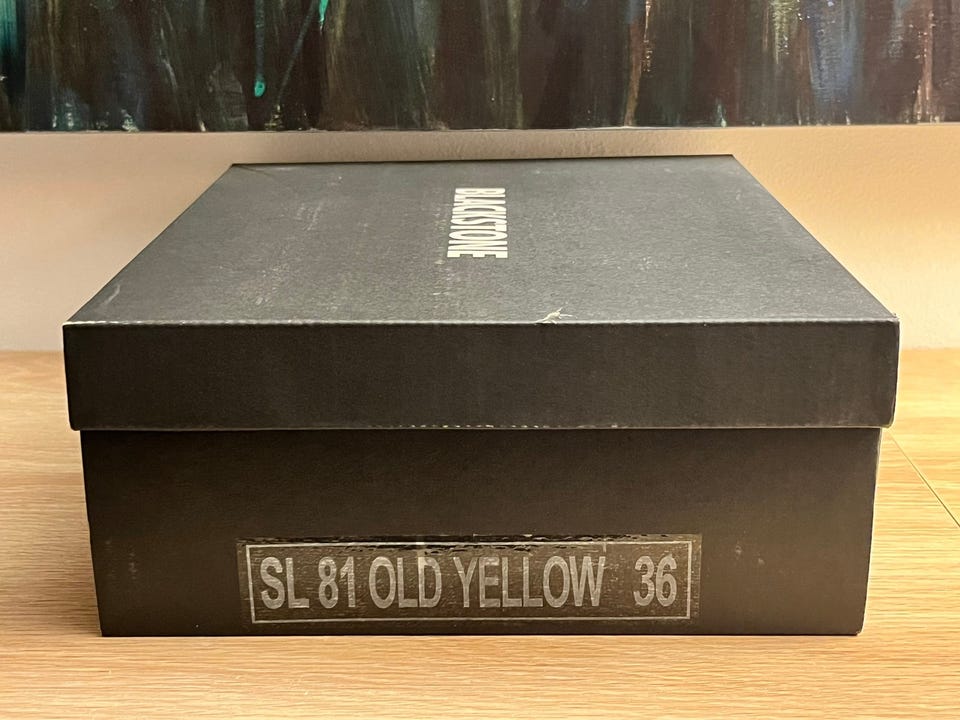 BLACKSTONE
SL 81 OLD YELLOW 36